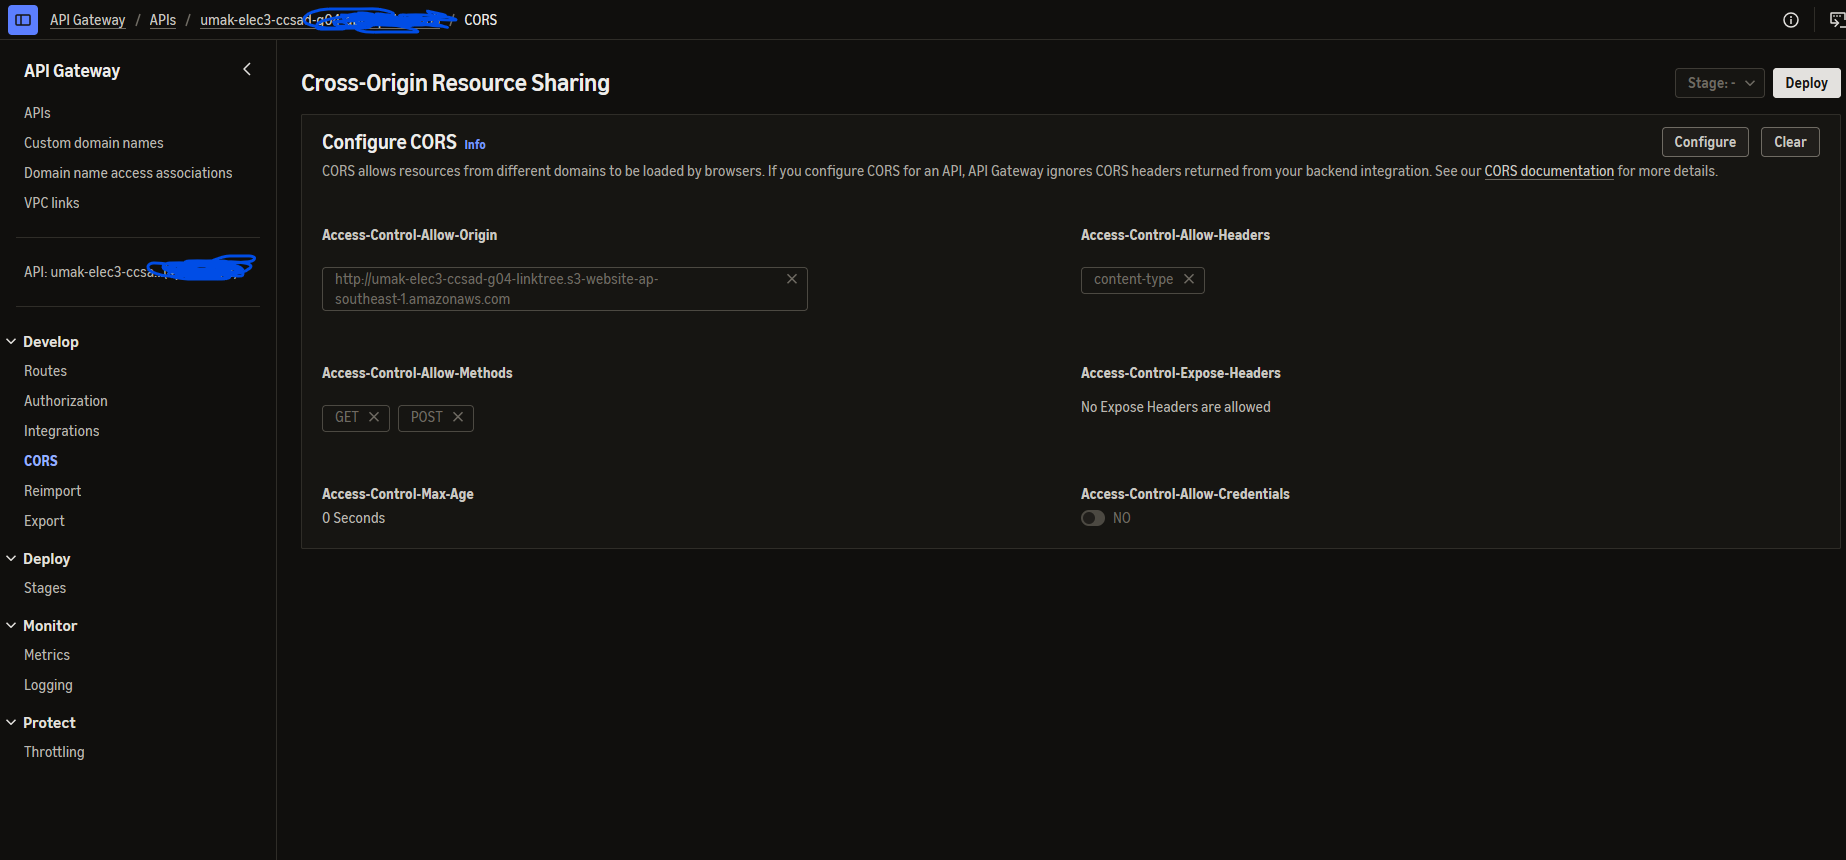 API Gateway / APIs / umak-elec3-ccsad-g04 / CORS
API Gateway
APIs
Custom domain names
Domain name access associations
VPC links
API: umak-elec3-ccsa...
Develop
Routes
Authorization
Integrations
CORS
Reimport
Export
Deploy
Stages
Monitor
Metrics
Logging
Protect
Throttling
Cross-Origin Resource Sharing
Stage: -
Deploy
Configure CORS Info
Configure
Clear
CORS allows resources from different domains to be loaded by browsers. If you configure CORS for an API, API Gateway ignores CORS headers returned from your backend integration. See our CORS documentation for more details.
Access-Control-Allow-Origin
http://umak-elec3-ccsad-g04-linktree.s3-website-ap-
southeast-1.amazonaws.com
Access-Control-Allow-Headers
content-type
Access-Control-Allow-Methods
GET POST
Access-Control-Expose-Headers
No Expose Headers are allowed
Access-Control-Max-Age
0 Seconds
Access-Control-Allow-Credentials
NO